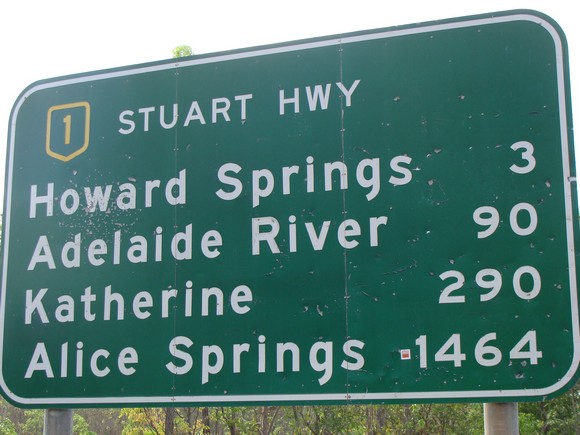 1 STUART HWY
Howard Springs 3
Adelaide River 90
Katherine 290
Alice Springs 1464